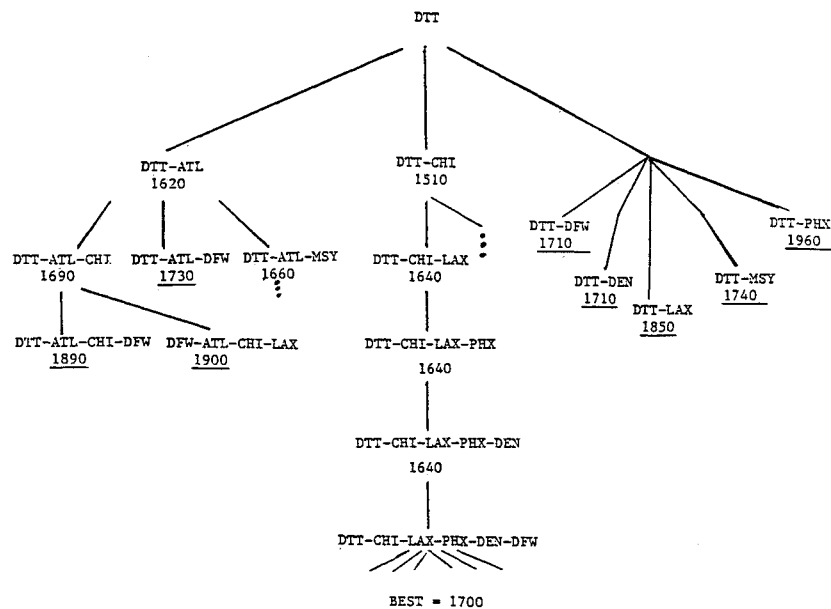 DTT
DTT-ATL
1620
DTT-CHI
1510
DTT-DFW
1710
DTT-PHX
1960
DTT-ATL-CHI
1690
DTT-ATL-DFW
1730
DTT-ATL-MSY
1660
DTT-CHI-LAX
1640
DTT-DEN
1710
DTT-MSY
1740
DTT-LAX
1850
DTT-ATL-CHI-DFW
1890
DFW-ATL-CHI-LAX
1900
DTT-CHI-LAX-PHX
1640
DTT-CHI-LAX-PHX-DEN
1640
DTT-CHI-LAX-PHX-DEN-DFW
BEST = 1700